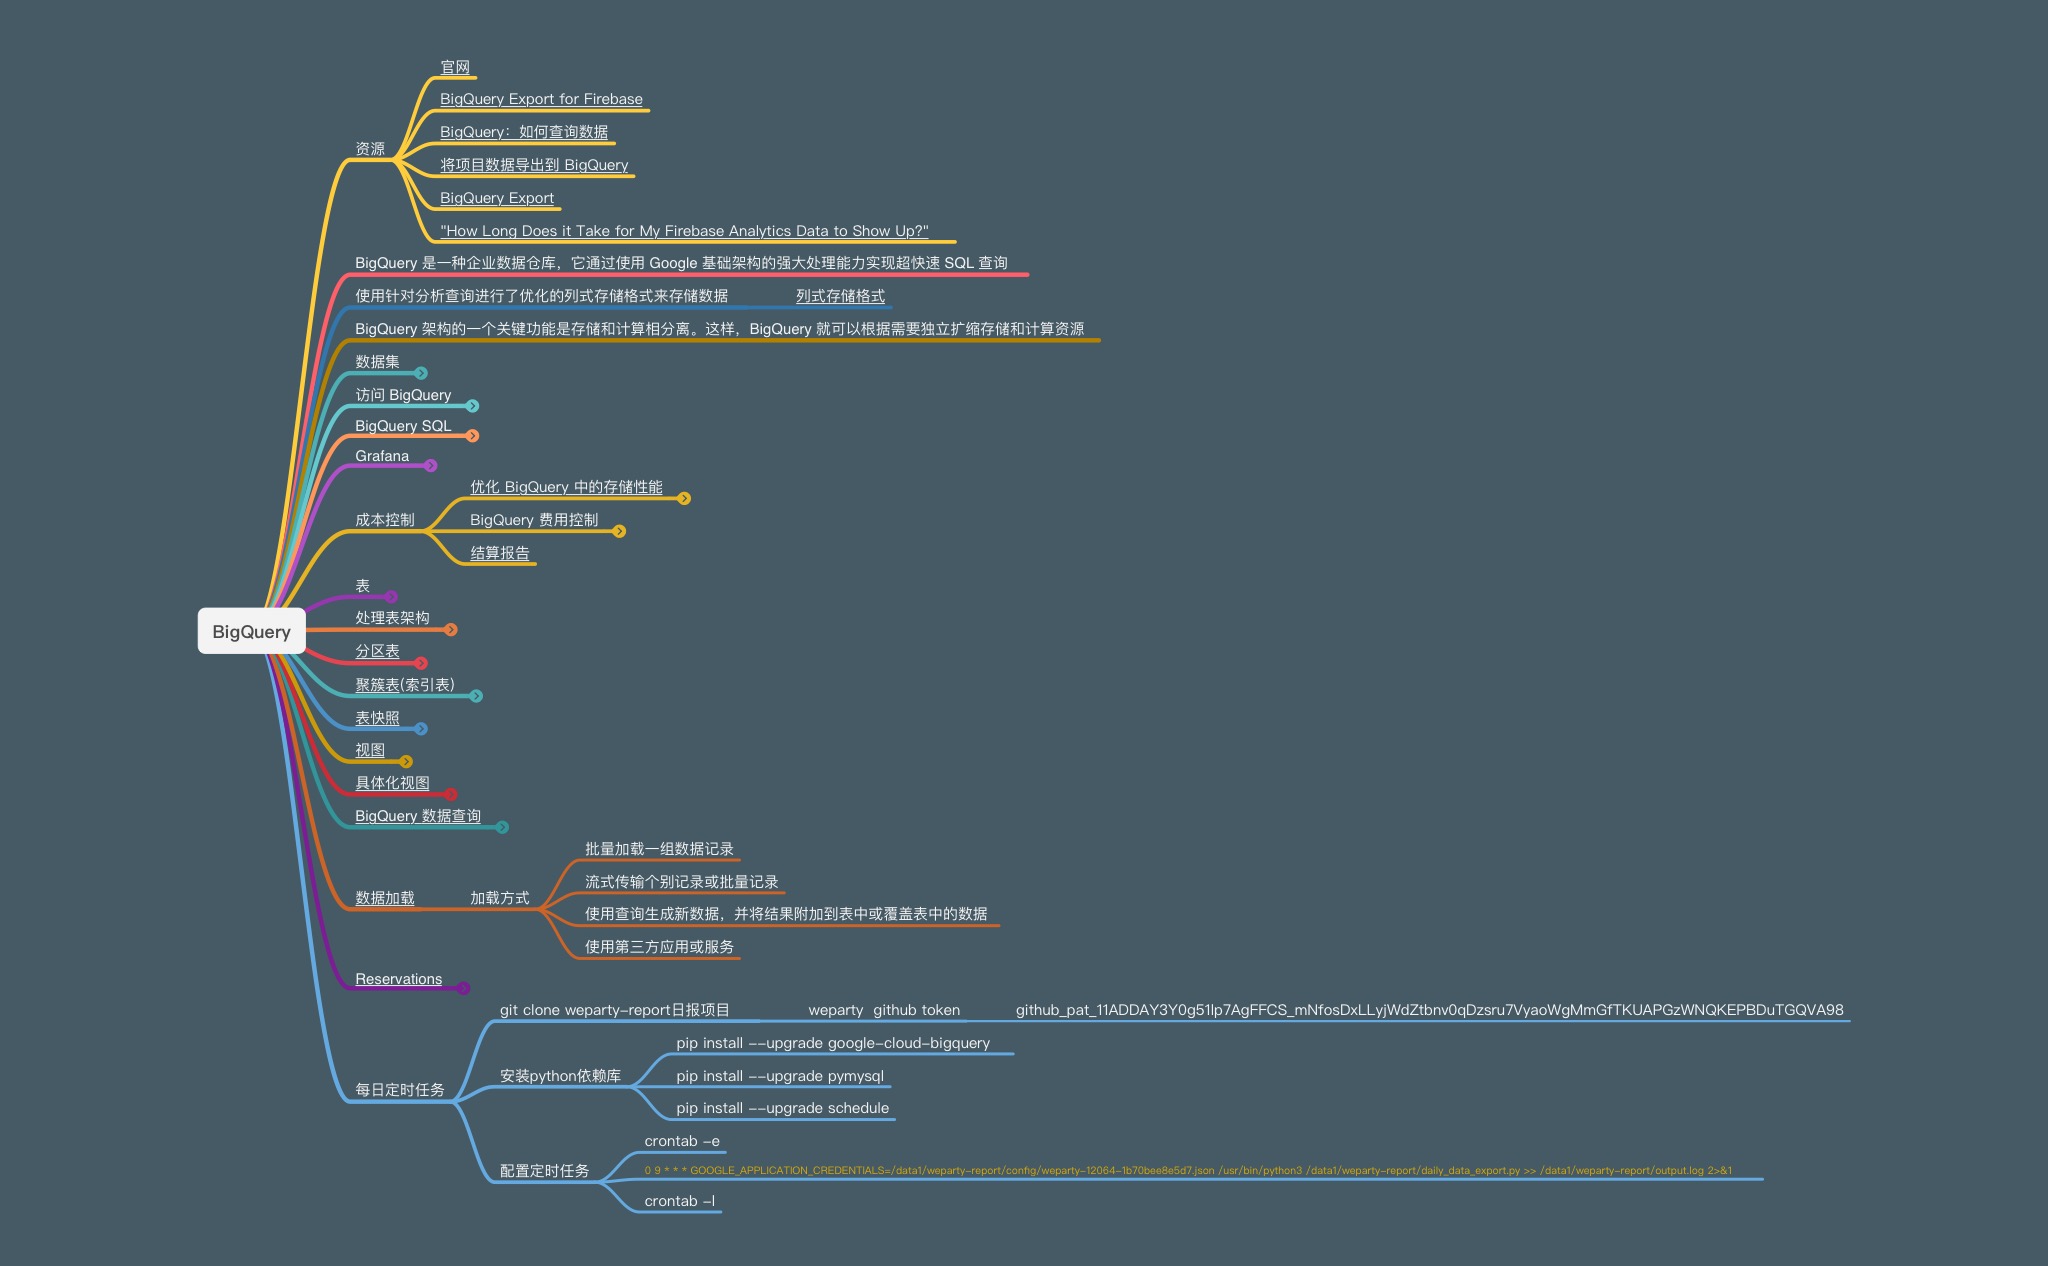 官网
BigQuery Export for Firebase
BigQuery：如何查询数据
资源
将项目数据导出到 BigQuery
BigQuery Export
"How Long Does it Take for My Firebase Analytics Data to Show Up?"
BigQuery 是一种企业数据仓库，它通过使用 Google 基础架构的强大处理能力实现超快速 SQL 查询
使用针对分析查询进行了优化的列式存储格式来存储数据 列式存储格式
BigQuery 架构的一个关键功能是存储和计算相分离。这样，BigQuery 就可以根据需要独立扩缩存储和计算资源
数据集
访问 BigQuery
BigQuery SQL
Grafana
优化 BigQuery 中的存储性能
成本控制 BigQuery 费用控制
结算报告
表
处理表架构
BigQuery
分区表
聚簇表(索引表)
表快照
视图
具体化视图
BigQuery 数据查询
批量加载一组数据记录
流式传输个别记录或批量记录
数据加载 加载方式
使用查询生成新数据，并将结果附加到表中或覆盖表中的数据
使用第三方应用或服务
Reservations
git clone weparty-report日报项目 weparty github token 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
pip install --upgrade google-cloud-bigquery
安装python依赖库 pip install --upgrade pymysql
每日定时任务
pip install --upgrade schedule
crontab -e
配置定时任务 0 9 * * * GOOGLE_APPLICATION_CREDENTIALS=/data1/weparty-report/config/weparty-12064-1b70bee8e5d7.json /usr/bin/python3 /data1/weparty-report/daily_data_export.py >> /data1/weparty-report/output.log 2>&1
crontab -l